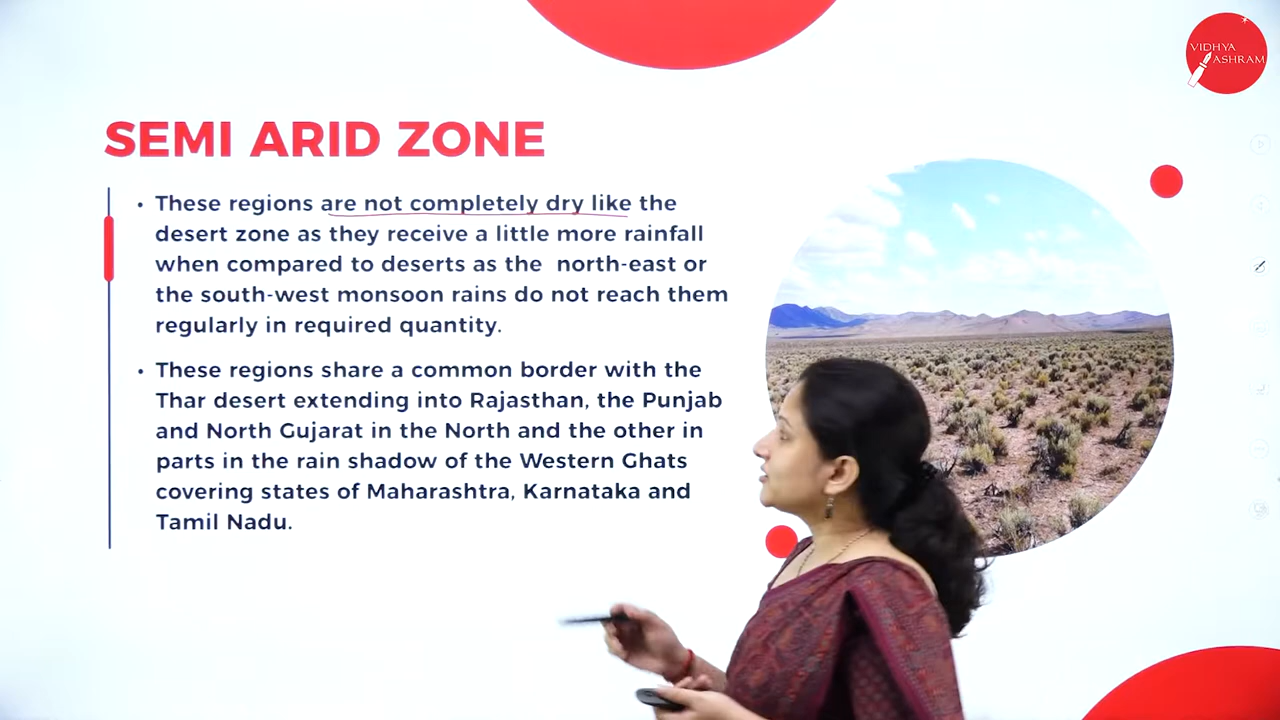 VIDHYA
ASHRAM
SEMI ARID ZONE
• These regions are not completely dry like the
desert zone as they receive a little more rainfall
when compared to deserts as the north-east or
the south-west monsoon rains do not reach them
regularly in required quantity.
• These regions share a common border with the
Thar desert extending into Rajasthan, the Punjab
and North Gujarat in the North and the other in
parts in the rain shadow of the Western Ghats
covering states of Maharashtra, Karnataka and
Tamil Nadu.